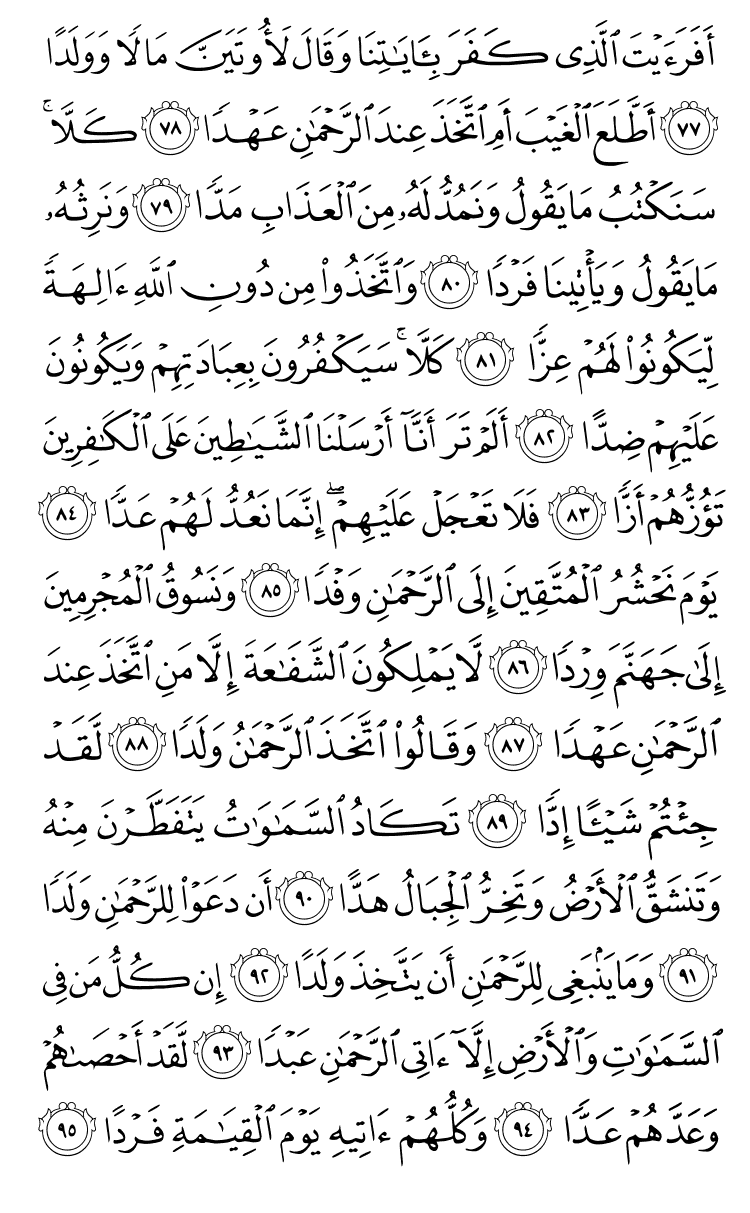 أَفَرَءَيْتَ ٱلَّذِى كَفَرَ بِـَٔايَـٰتِنَا وَقَالَ لَأُوتَيَنَّ مَالًا وَوَلَدًا
﴿٧٧﴾ أَطَّلَعَ ٱلْغَيْبَ أَمِ ٱتَّخَذَ عِندَ ٱلرَّحْمَـٰنِ عَهْدًا ﴿٧٨﴾ كَلَّا ۚ
سَنَكْتُبُ مَا يَقُولُ وَنَمُدُّ لَهُۥ مِنَ ٱلْعَذَابِ مَدًّا ﴿٧٩﴾ وَنَرِثُهُۥ
مَا يَقُولُ وَيَأْتِينَا فَرْدًا ﴿٨٠﴾ وَٱتَّخَذُوا۟ مِن دُونِ ٱللَّهِ ءَالِهَةً
لِّيَكُونُوا۟ لَهُمْ عِزًّا ﴿٨١﴾ كَلَّا ۚ سَيَكْفُرُونَ بِعِبَادَتِهِمْ وَيَكُونُونَ
عَلَيْهِمْ ضِدًّا ﴿٨٢﴾ أَلَمْ تَرَ أَنَّآ أَرْسَلْنَا ٱلشَّيَـٰطِينَ عَلَى ٱلْكَـٰفِرِينَ
تَؤُزُّهُمْ أَزًّا ﴿٨٣﴾ فَلَا تَعْجَلْ عَلَيْهِمْ ۖ إِنَّمَا نَعُدُّ لَهُمْ عَدًّا ﴿٨٤﴾
يَوْمَ نَحْشُرُ ٱلْمُتَّقِينَ إِلَى ٱلرَّحْمَـٰنِ وَفْدًا ﴿٨٥﴾ وَنَسُوقُ ٱلْمُجْرِمِينَ
إِلَىٰ جَهَنَّمَ وِرْدًا ﴿٨٦﴾ لَّا يَمْلِكُونَ ٱلشَّفَـٰعَةَ إِلَّا مَنِ ٱتَّخَذَ عِندَ
ٱلرَّحْمَـٰنِ عَهْدًا ﴿٨٧﴾ وَقَالُوا۟ ٱتَّخَذَ ٱلرَّحْمَـٰنُ وَلَدًا ﴿٨٨﴾ لَّقَدْ
جِئْتُمْ شَيْـًٔا إِدًّا ﴿٨٩﴾ تَكَادُ ٱلسَّمَـٰوَٰتُ يَتَفَطَّرْنَ مِنْهُ
وَتَنشَقُّ ٱلْأَرْضُ وَتَخِرُّ ٱلْجِبَالُ هَدًّا ﴿٩٠﴾ أَن دَعَوْا۟ لِلرَّحْمَـٰنِ وَلَدًا
﴿٩١﴾ وَمَا يَنۢبَغِى لِلرَّحْمَـٰنِ أَن يَتَّخِذَ وَلَدًا ﴿٩٢﴾ إِن كُلُّ مَن فِى
ٱلسَّمَـٰوَٰتِ وَٱلْأَرْضِ إِلَّآ ءَاتِى ٱلرَّحْمَـٰنِ عَبْدًا ﴿٩٣﴾ لَّقَدْ أَحْصَىٰهُمْ
وَعَدَّهُمْ عَدًّا ﴿٩٤﴾ وَكُلُّهُمْ ءَاتِيهِ يَوْمَ ٱلْقِيَـٰمَةِ فَرْدًا ﴿٩٥﴾